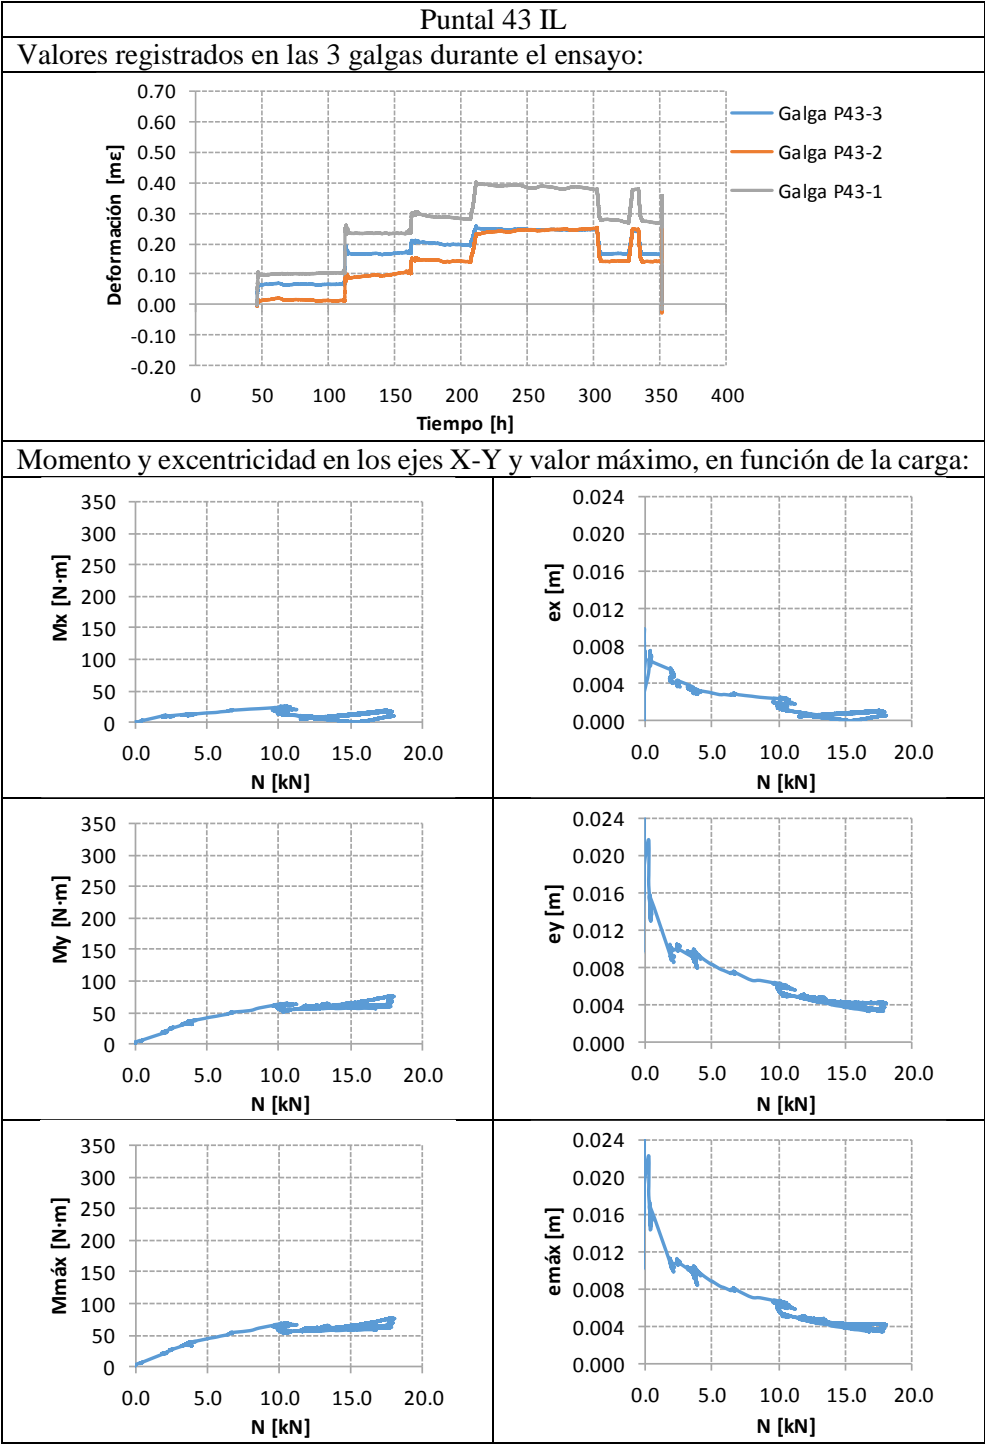 Puntal 43 IL
Valores registrados en las 3 galgas durante el ensayo:
0.70
0.60
0.50
0.40
0.30
0.20
0.10
0.00
-0.10
-0.20
Deformación [mε]
0 50 100 150 200 250 300 350 400
Tiempo [h]
Galga P43-3
Galga P43-2
Galga P43-1
Momento y excentricidad en los ejes X-Y y valor máximo, en función de la carga:
350
300
250
200
150
100
50
0
Mx [N·m]
0.0 5.0 10.0 15.0 20.0
N [kN]
0.024
0.020
0.016
0.012
0.008
0.004
0.000
ex [m]
0.0 5.0 10.0 15.0 20.0
N [kN]
350
300
250
200
150
100
50
0
My [N·m]
0.0 5.0 10.0 15.0 20.0
N [kN]
0.024
0.020
0.016
0.012
0.008
0.004
0.000
ey [m]
0.0 5.0 10.0 15.0 20.0
N [kN]
350
300
250
200
150
100
50
0
Mmáx [N·m]
0.0 5.0 10.0 15.0 20.0
N [kN]
0.024
0.020
0.016
0.012
0.008
0.004
0.000
emáx [m]
0.0 5.0 10.0 15.0 20.0
N [kN]